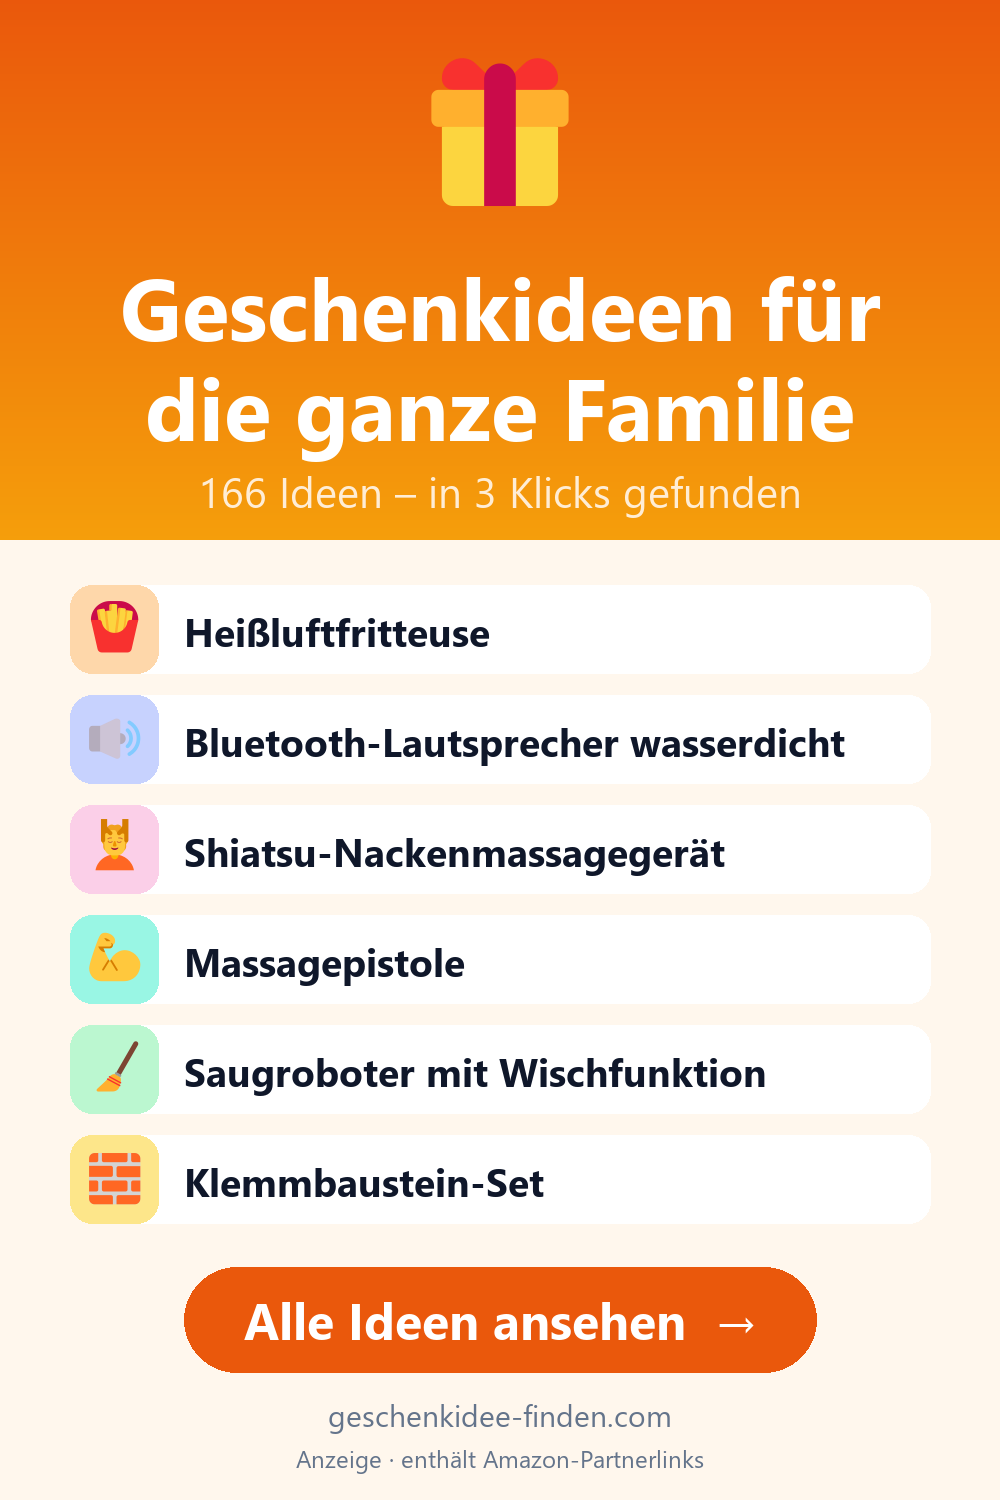 Geschenkideen für
die ganze Familie
166 Ideen – in 3 Klicks gefunden
Heißluftfritteuse
Bluetooth-Lautsprecher wasserdicht
Shiatsu-Nackenmassagegerät
Massagepistole
Saugroboter mit Wischfunktion
Klemmbaustein-Set
Alle Ideen ansehen →
geschenkidee-finden.com
Anzeige · enthält Amazon-Partnerlinks